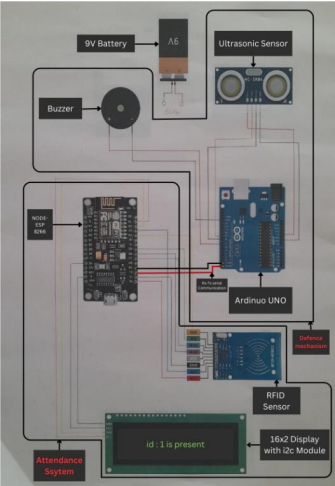 9V Battery
9V
Ultrasonic Sensor
Buzzer
NODE-
ESP
8266
Rx-Tx serial
Communication
Ardinuo UNO
Defence
mechanism
RFID
Sensor
id : 1 is present
16x2 Display
with i2c Module
Attendance
Ssytem